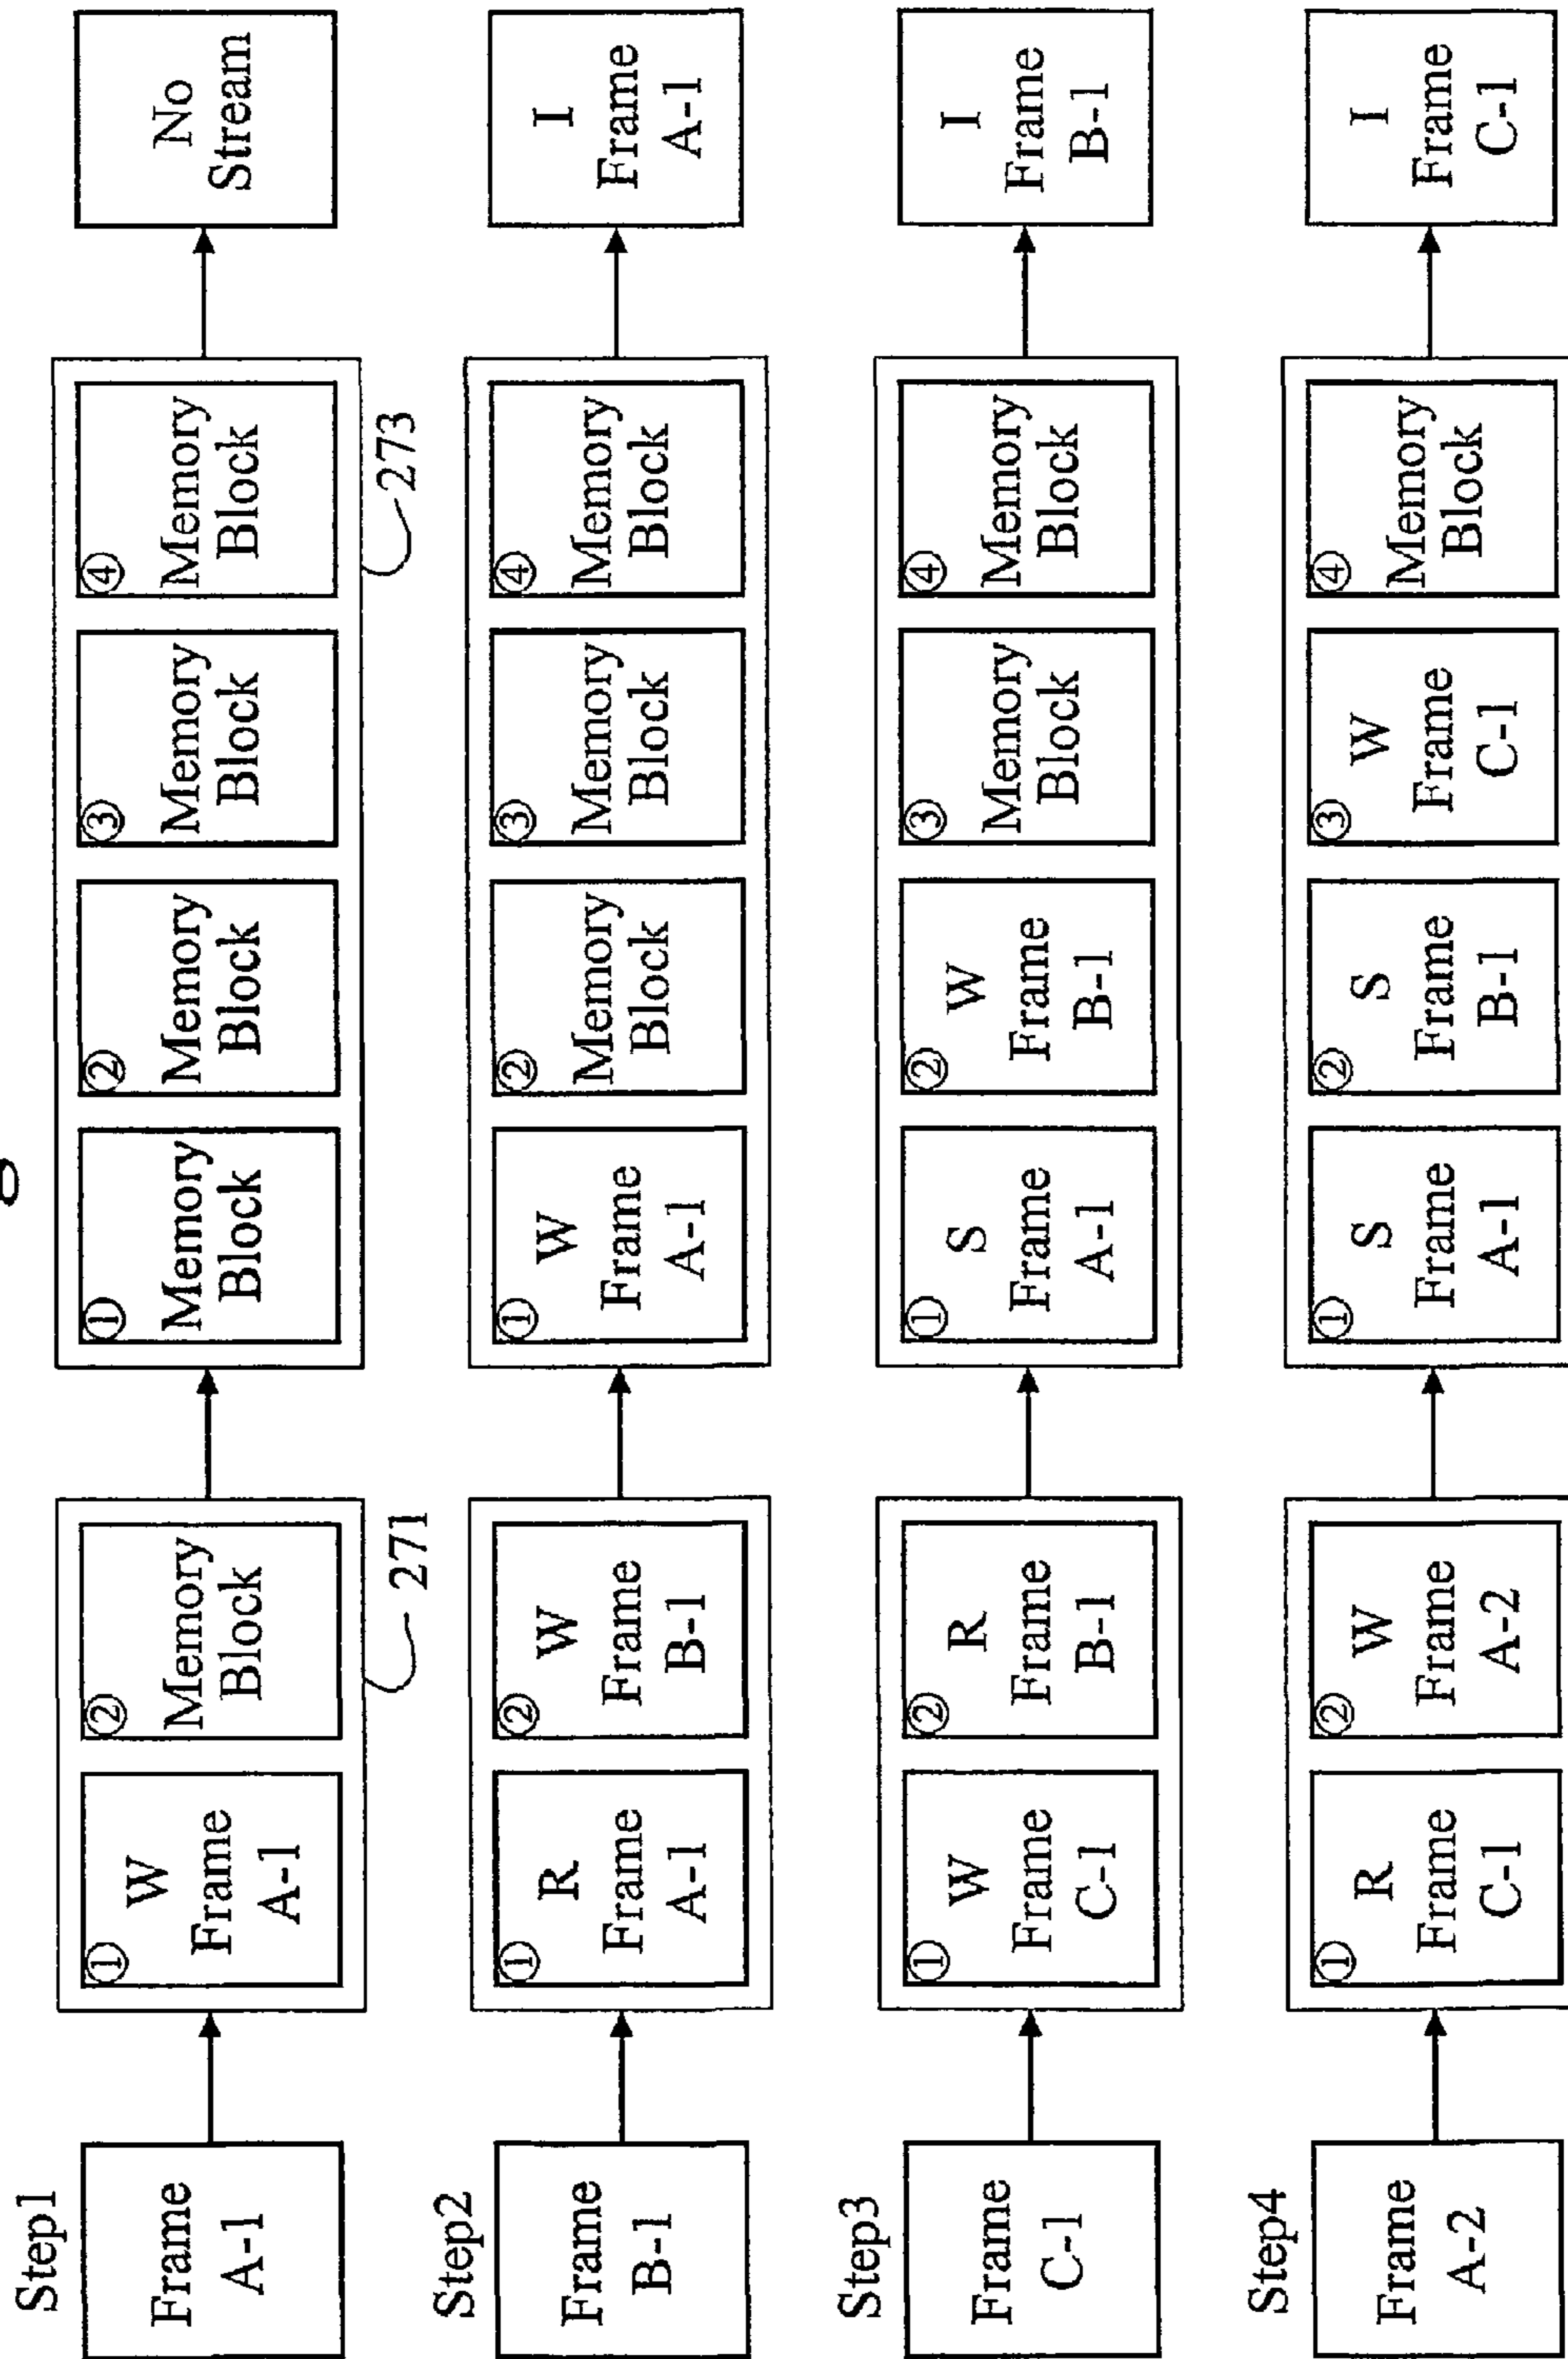 Step1
Frame
A-1
①
W
Frame
A-1
②
Memory
Block
271
①
Memory
Block
②
Memory
Block
③
Memory
Block
④
Memory
Block
273
No
Stream
Step2
Frame
B-1
①
R
Frame
A-1
②
W
Frame
B-1
①
W
Frame
A-1
②
Memory
Block
③
Memory
Block
④
Memory
Block
I
Frame
A-1
Step3
Frame
C-1
①
W
Frame
C-1
②
R
Frame
B-1
①
S
Frame
A-1
②
W
Frame
B-1
③
Memory
Block
④
Memory
Block
I
Frame
B-1
Step4
Frame
A-2
①
R
Frame
C-1
②
W
Frame
A-2
①
S
Frame
A-1
②
S
Frame
B-1
③
W
Frame
C-1
④
Memory
Block
I
Frame
C-1